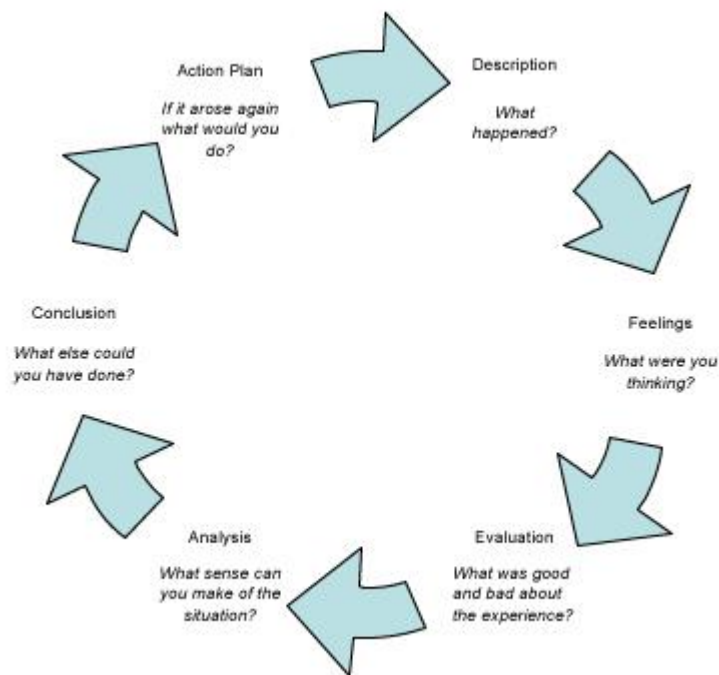 Description
What
happened?
Feelings
What were you
thinking?
Evaluation
What was good
and bad about
the experience?
Analysis
What sense can
you make of the
situation?
Conclusion
What else could
you have done?
Action Plan
If it arose again
what would you
do?